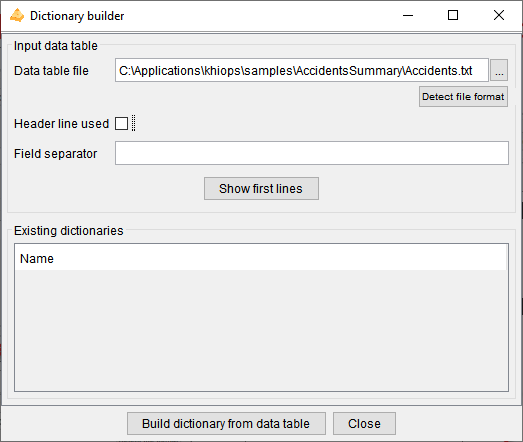 Dictionary builder
Input data table
Data table file C:\Applications\khiops\samples\AccidentsSummary\Accidents.txt ...
Detect file format
Header line used
Field separator
Show first lines
Existing dictionaries
Name
Build dictionary from data table Close